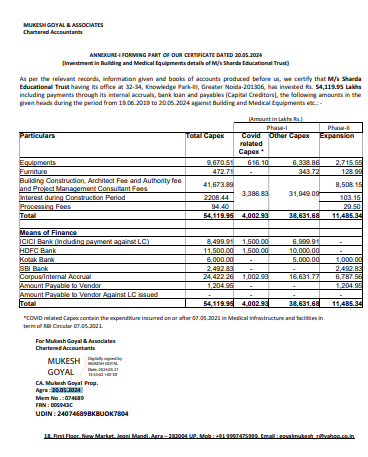 MUKESH GOYAL & ASSOCIATES
Chartered Accountants
ANNEXURE-I FORMING PART OF OUR CERTIFICATE DATED 20.05.2024
(Investment in Building and Medical Equipments details of M/s Sharda Educational Trust)
As per the relevant records, information given and books of accounts produced before us, we certify that M/s Sharda
Educational Trust having its office at 32-34, Knowledge Park-III, Greater Noida-201306, has invested Rs. 54,119.95 Lakhs
including payments through its internal accruals, bank loan and payables (Capital Creditors), the following amounts in the
given heads during the period from 19.06.2019 to 20.05.2024 against Building and Medical Equipments etc.: -
(Amount in Lakhs Rs.)
Phase-I Phase-II
Particulars Total Capex Covid related Capex * Other Capex Expansion
Equipments 9,670.51 616.10 6,338.86 2,715.55
Furniture 472.71 - 343.72 128.99
Building Construction, Architect Fee and Authority fee
and Project Management Consultant Fees 41,673.89 3,386.83 31,949.09 8,508.15
Interest during Construction Period 2208.44 103.15
Processing Fees 94.40 29.50
Total 54,119.95 4,002.93 38,631.68 11,485.34
Means of Finance
ICICI Bank (Including payment against LC) 8,499.91 1,500.00 6,999.91 -
HDFC Bank 11,500.00 1,500.00 10,000.00 -
Kotak Bank 6,000.00 - 5,000.00 1,000.00
SBI Bank 2,492.83 - - 2,492.83
Corpus/Internal Accrual 24,422.26 1,002.93 16,631.77 6,787.56
Amount Payable to Vendor 1,204.95 - - 1,204.95
Amount Payable to Vendor Against LC issued - - - -
Total 54,119.95 4,002.93 38,631.68 11,485.34
*COVID related Capex contain the expenditure incurred on or after 07.05.2021 in Medical Infrastructure and facilities in
term of RBI Circular 07.05.2021.
For Mukesh Goyal & Associates
Chartered Accountants
MUKESH
GOYAL
Digitally signed by
MUKESH GOYAL
Date: 2024.05.21
CA. Mukesh Goyal Prop.
Agra : 20.05.2024
Mem No . : 074689
FRN : 005943C
UDIN : 24074689BKBUOK7804
18, First Floor, New Market, Jeoni Mandi, Agra – 282004 UP, Mob : +91 9997475999, Email : goyalmukesh_r@yahoo.co.in